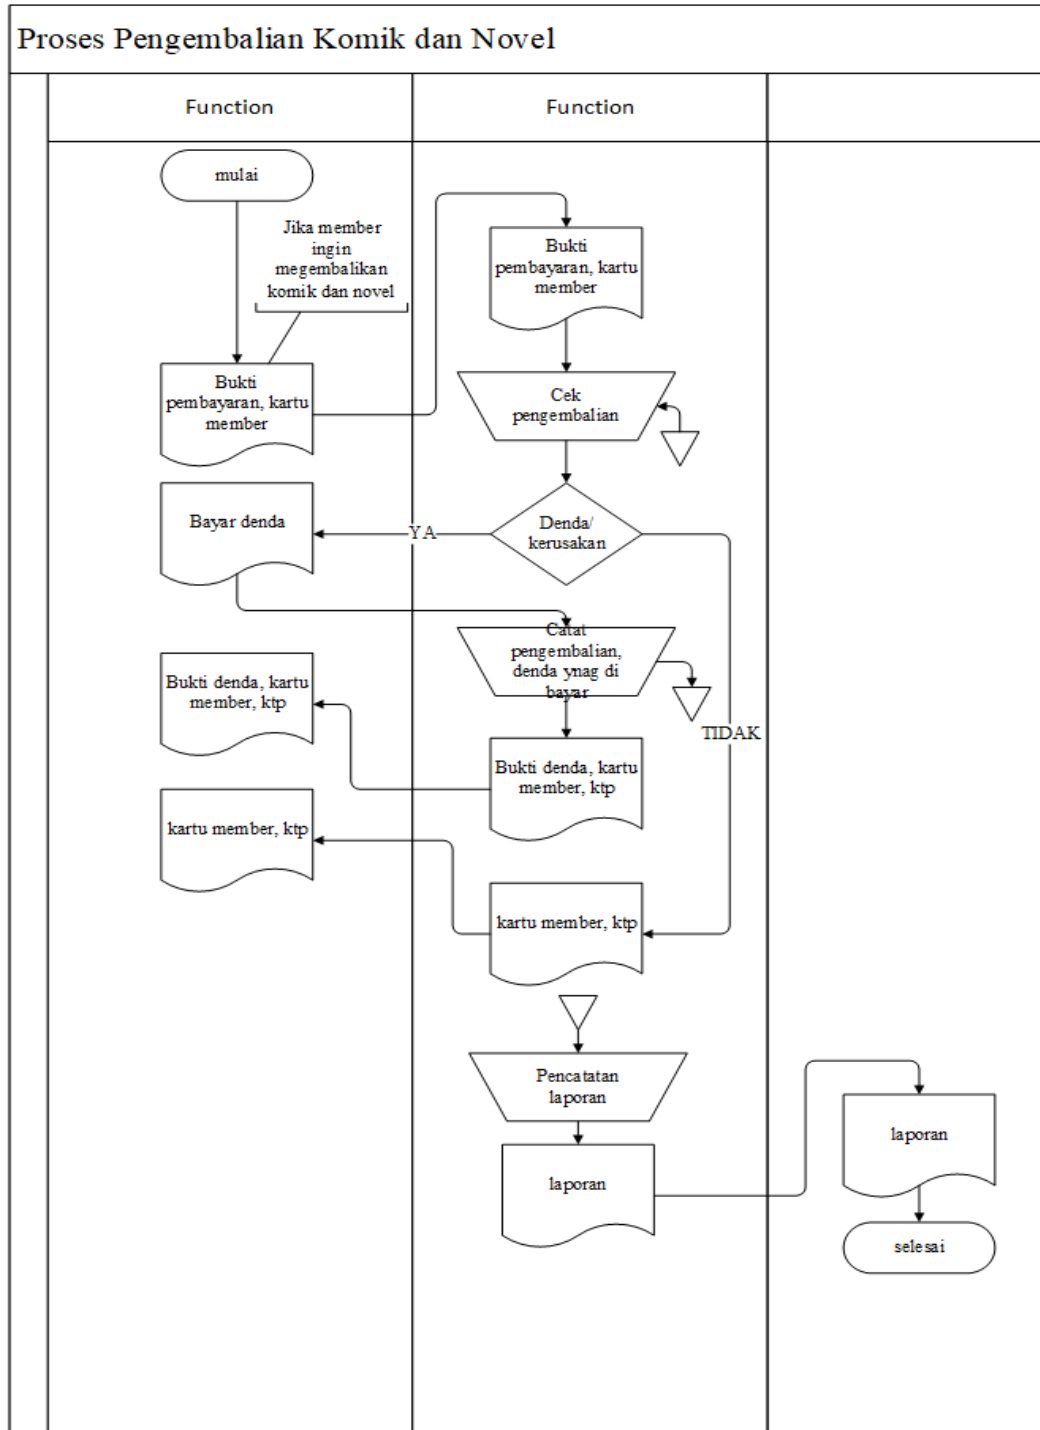 Proses Pengembalian Komik dan Novel
Function
Function
mulai
Jika member
ingin
megembalikan
komik dan novel
Bukti
pembayaran, kartu
member
Bukti
pembayaran, kartu
member
Cek
pengembalian
Denda/
kerusakan
YA
Bayar denda
Catat
pengembalian,
denda ynag di
bayar
TIDAK
Bukti denda, kartu
member, ktp
Bukti denda, kartu
member, ktp
kartu member, ktp
kartu member, ktp
Pencatatan
laporan
laporan
laporan
selesai